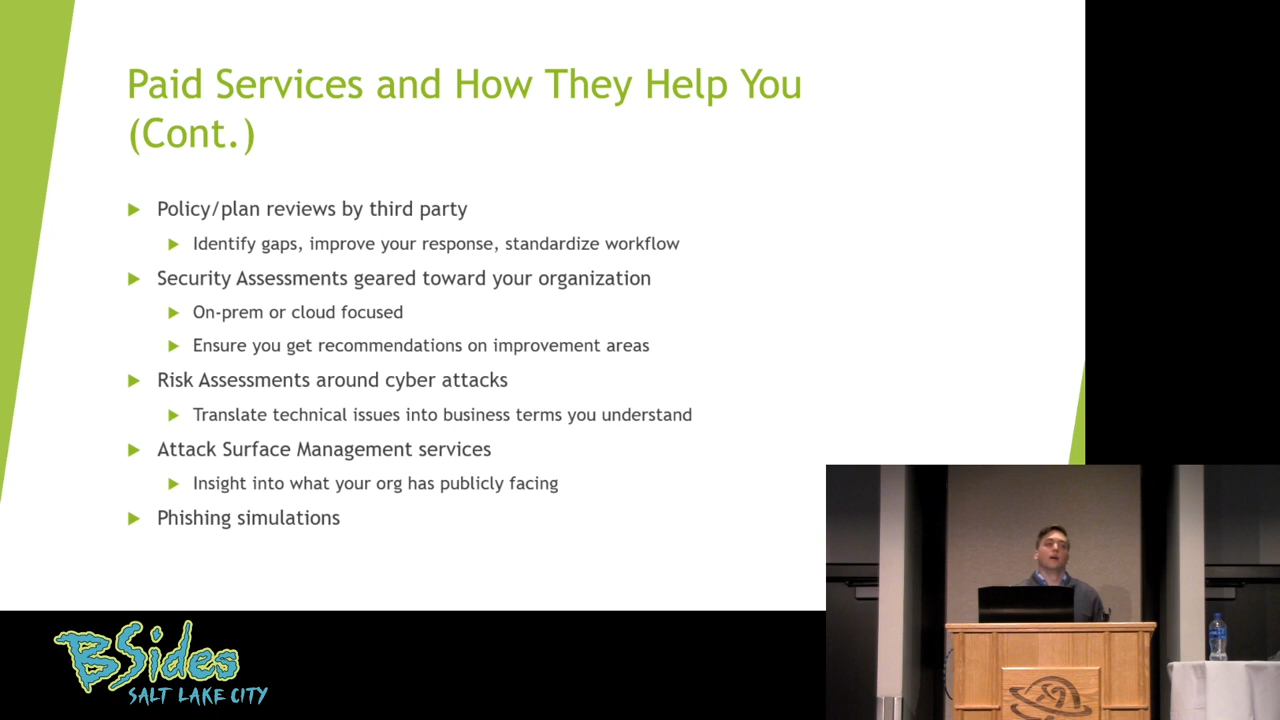 Paid Services and How They Help You
(Cont.)
Policy/plan reviews by third party
Identify gaps, improve your response, standardize workflow
Security Assessments geared toward your organization
On-prem or cloud focused
Ensure you get recommendations on improvement areas
Risk Assessments around cyber attacks
Translate technical issues into business terms you understand
Attack Surface Management services
Insight into what your org has publicly facing
Phishing simulations
BSides
SALT LAKE CITY